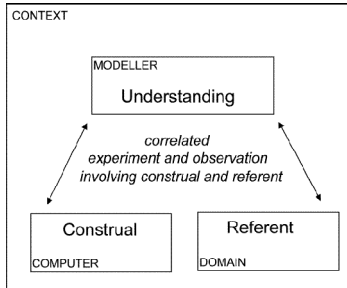 CONTEXT
MODELLER
Understanding
correlated
experiment and observation
involving construal and referent
Construal
COMPUTER
Referent
DOMAIN